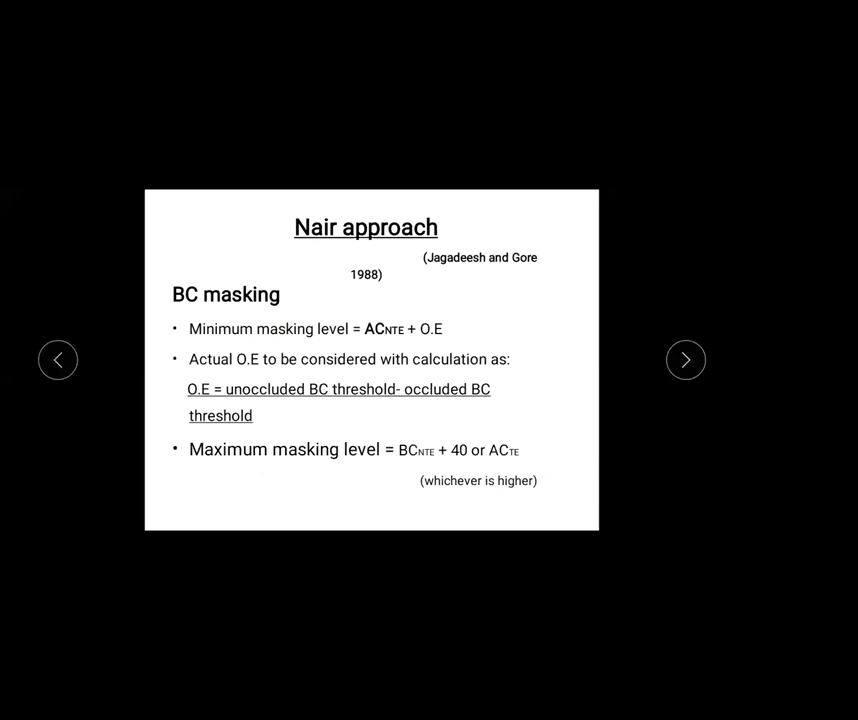 Nair approach
(Jagadeesh and Gore
1988)
BC masking
• Minimum masking level = ACNTE + O.E
• Actual O.E to be considered with calculation as:
O.E = unoccluded BC threshold- occluded BC
threshold
• Maximum masking level = BCNTE + 40 or ACTE
(whichever is higher)